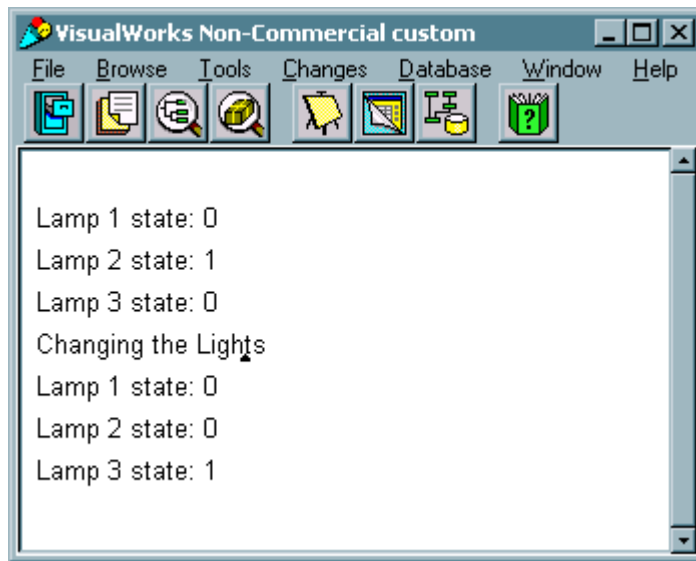 VisualWorks Non-Commercial custom
File Browse Tools Changes Database Window Help
Lamp 1 state: 0
Lamp 2 state: 1
Lamp 3 state: 0
Changing the Lights
Lamp 1 state: 0
Lamp 2 state: 0
Lamp 3 state: 1